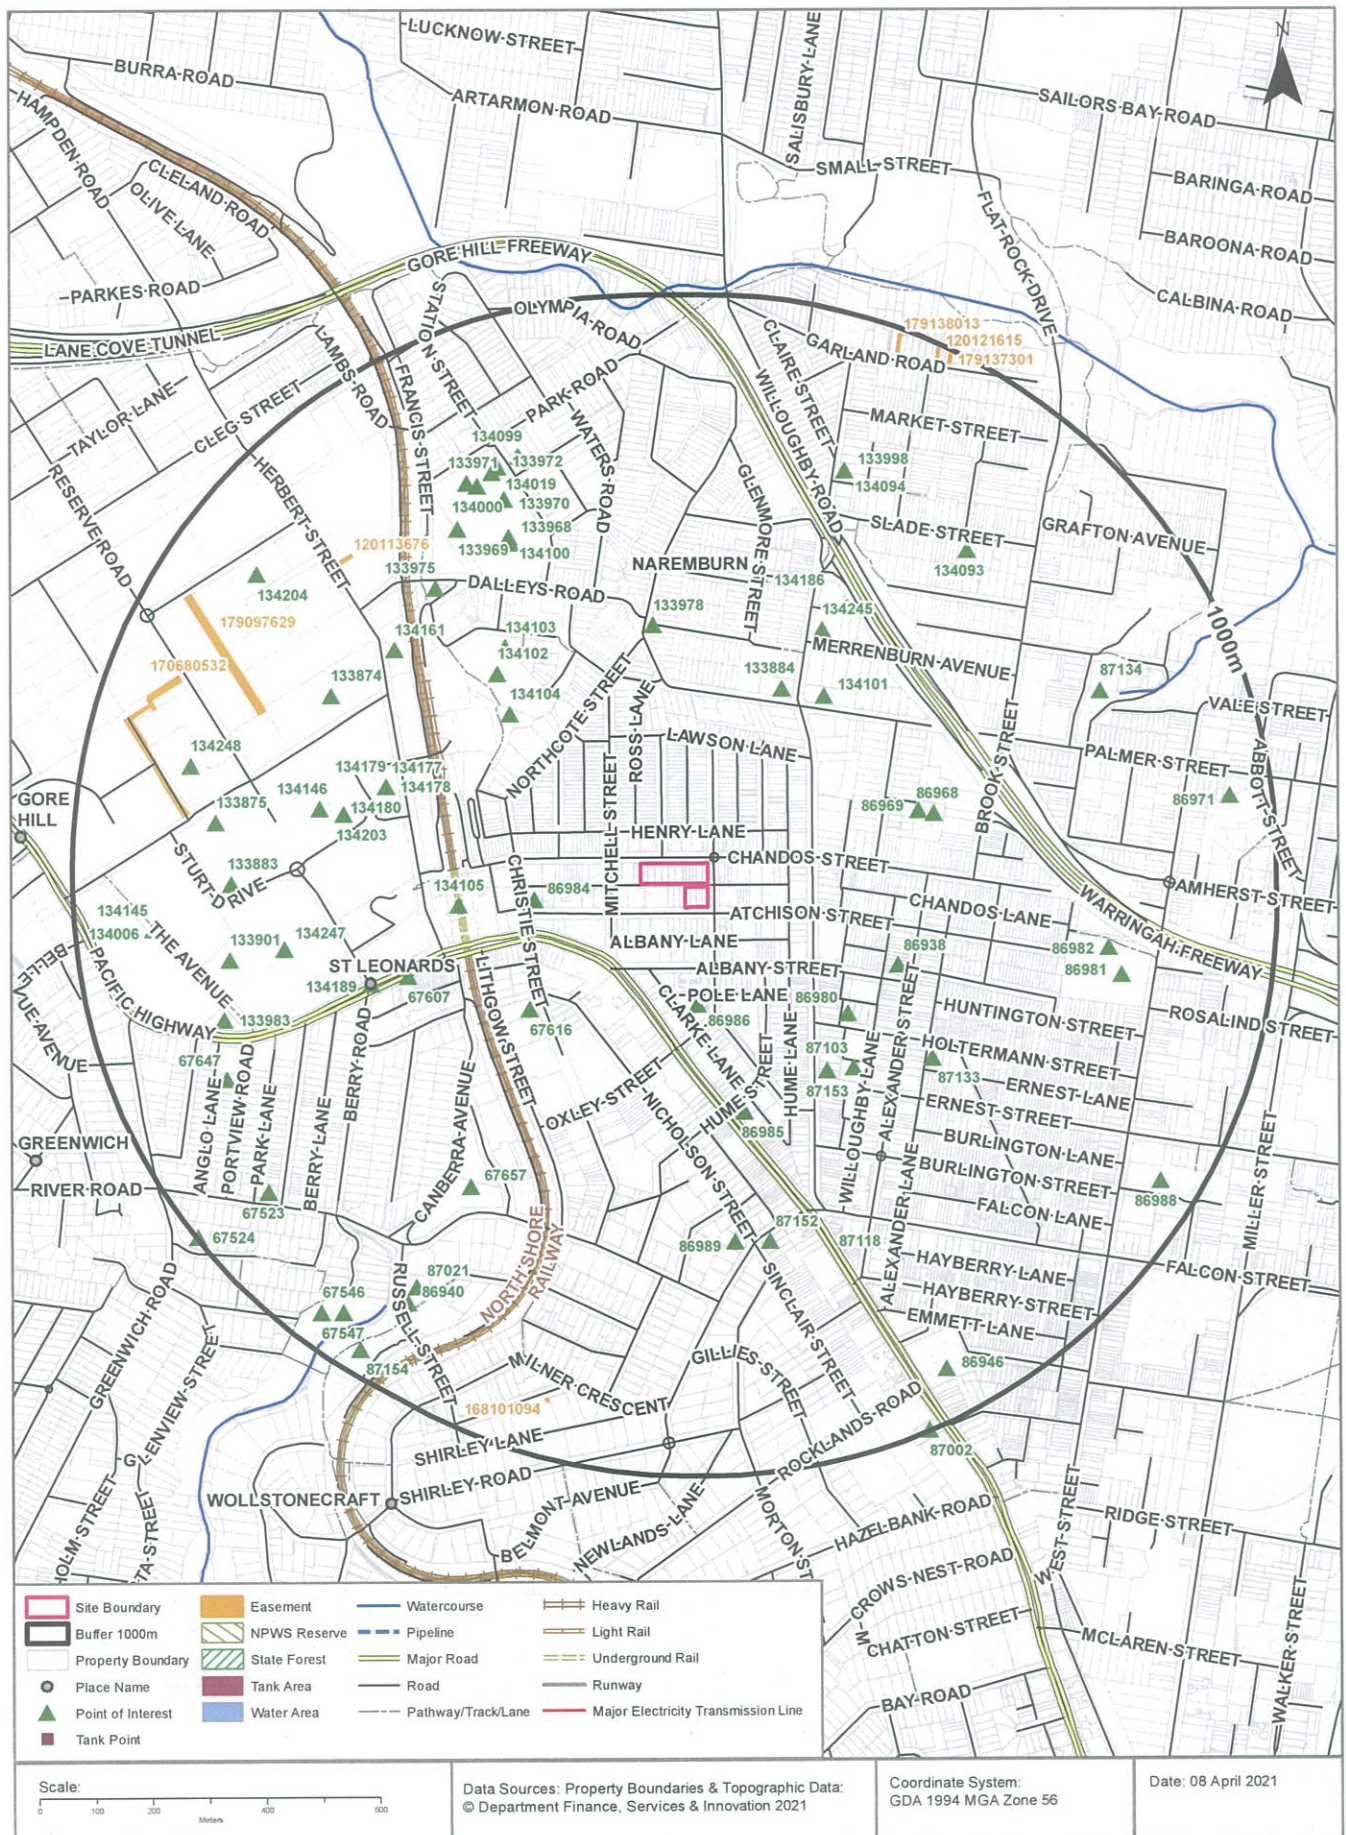 LUCKNOW STREET
BURRA ROAD
SALISBURY LANE
N
HAMPDEN ROAD
ARTARMON ROAD
SAILORS BAY ROAD
CLELAND ROAD
OLIVE LANE
SMALL STREET
BARINGA ROAD
FLAT ROCK DRIVE
BAROONA ROAD
GORE HILL FREEWAY
PARKES ROAD
STATION STREET
CALBINA ROAD
OLYMPIA ROAD
LANE COVE TUNNEL
LAMBS ROAD
CLAIRE STREET
179138013
120121615
179137301
GARLAND ROAD
FRANCIS STREET
PARK ROAD
WILLOUGHBY ROAD
TAYLOR LANE
CLEG STREET
MARKET STREET
WATERS ROAD
134099
133971
133972
134019
134000
133970
133968
133969
134100
133998
134094
GLENMORE STREET
RESERVE ROAD
HERBERT STREET
SLADE STREET
GRAFTON AVENUE
134093
120113676
133975
NAREMBURN
134186
DALLEYS ROAD
134204
133978
134245
1000m
179097629
134161
134103
134102
MERRENBURN AVENUE
170680532
133874
134104
133884
134101
87134
NORTHCOTE STREET
ROSS LANE
VALE STREET
LAWSON LANE
BROOK STREET
PALMER STREET
ABBOTT STREET
134248
134179
134177
134178
134146
134180
134203
133875
GORE
HILL
MITCHELL STREET
86969
86968
86971
HENRY LANE
CHANDOS STREET
STURT DRIVE
133883
CHRISTIE STREET
AMHERST STREET
134105
86984
ATCHISON STREET
CHANDOS LANE
WARRINGAH FREEWAY
134145
134006
THE AVENUE
133901
134247
ALBANY LANE
86938
86982
86981
BELLEVUE AVENUE
PACIFIC HIGHWAY
ST LEONARDS
134189
67607
ALBANY STREET
POLE LANE
86980
86986
CLARKE LANE
HUNTINGTON STREET
ROSALIND STREET
133983
LITHGOW STREET
67616
HUME LANE
87103
87153
HOLTERMANN STREET
87133
67647
BERRY ROAD
ERNEST LANE
WILLOUGHBY LANE
ALEXANDER STREET
ERNEST STREET
OXLEY STREET
HUME STREET
86985
NICHOLSON STREET
GREENWICH
ANGLO LANE
PORTVIEW ROAD
PARK LANE
BERRY LANE
CANBERRA AVENUE
BURLINGTON LANE
BURLINGTON STREET
86988
MILLER STREET
RIVER ROAD
67657
67523
67524
FALCON LANE
ALEXANDER LANE
87152
86989
87118
NORTH SHORE
RAILWAY
SINCLAIR STREET
HAYBERRY LANE
FALCON STREET
HAYBERRY STREET
EMMETT LANE
87021
86940
67546
67547
87154
RUSSELL STREET
GREENWICH ROAD
GLENVIEW STREET
MILNER CRESCENT
GILLIES STREET
86946
168101094
ROCKLANDS ROAD
87002
SHIRLEY LANE
SHIRLEY ROAD
WOLLSTONECRAFT
BELMONT AVENUE
NEWLANDS LANE
MORTON ST
HAZELBANK ROAD
WEST STREET
RIDGE STREET
HOLM STREET
TA STREET
M CROWS NEST ROAD
CHATTON STREET
MCLAREN STREET
WALKER STREET
BAY ROAD
Site Boundary
Buffer 1000m
Property Boundary
Place Name
Point of Interest
Tank Point
Easement
NPWS Reserve
State Forest
Tank Area
Water Area
Watercourse
Pipeline
Major Road
Road
Pathway/Track/Lane
Heavy Rail
Light Rail
Underground Rail
Runway
Major Electricity Transmission Line
Scale:
0 100 200 400 600
Meters
Data Sources: Property Boundaries & Topographic Data:
© Department Finance, Services & Innovation 2021
Coordinate System:
GDA 1994 MGA Zone 56
Date: 08 April 2021